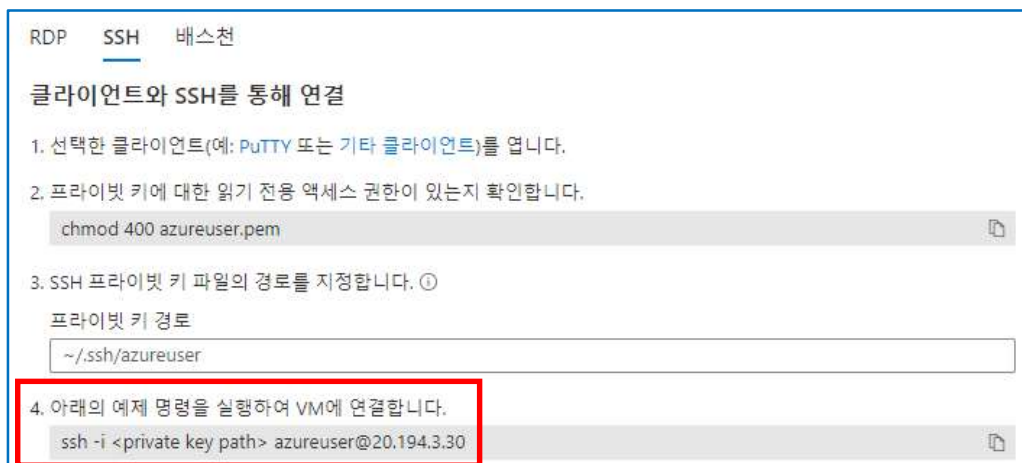 RDP SSH 배스천
클라이언트와 SSH를 통해 연결
1. 선택한 클라이언트(예: PuTTY 또는 기타 클라이언트)를 엽니다.
2. 프라이빗 키에 대한 읽기 전용 액세스 권한이 있는지 확인합니다.
chmod 400 azureuser.pem
3. SSH 프라이빗 키 파일의 경로를 지정합니다.
프라이빗 키 경로
~/.ssh/azureuser
4. 아래의 예제 명령을 실행하여 VM에 연결합니다.
ssh -i <private key path> azureuser@20.194.3.30